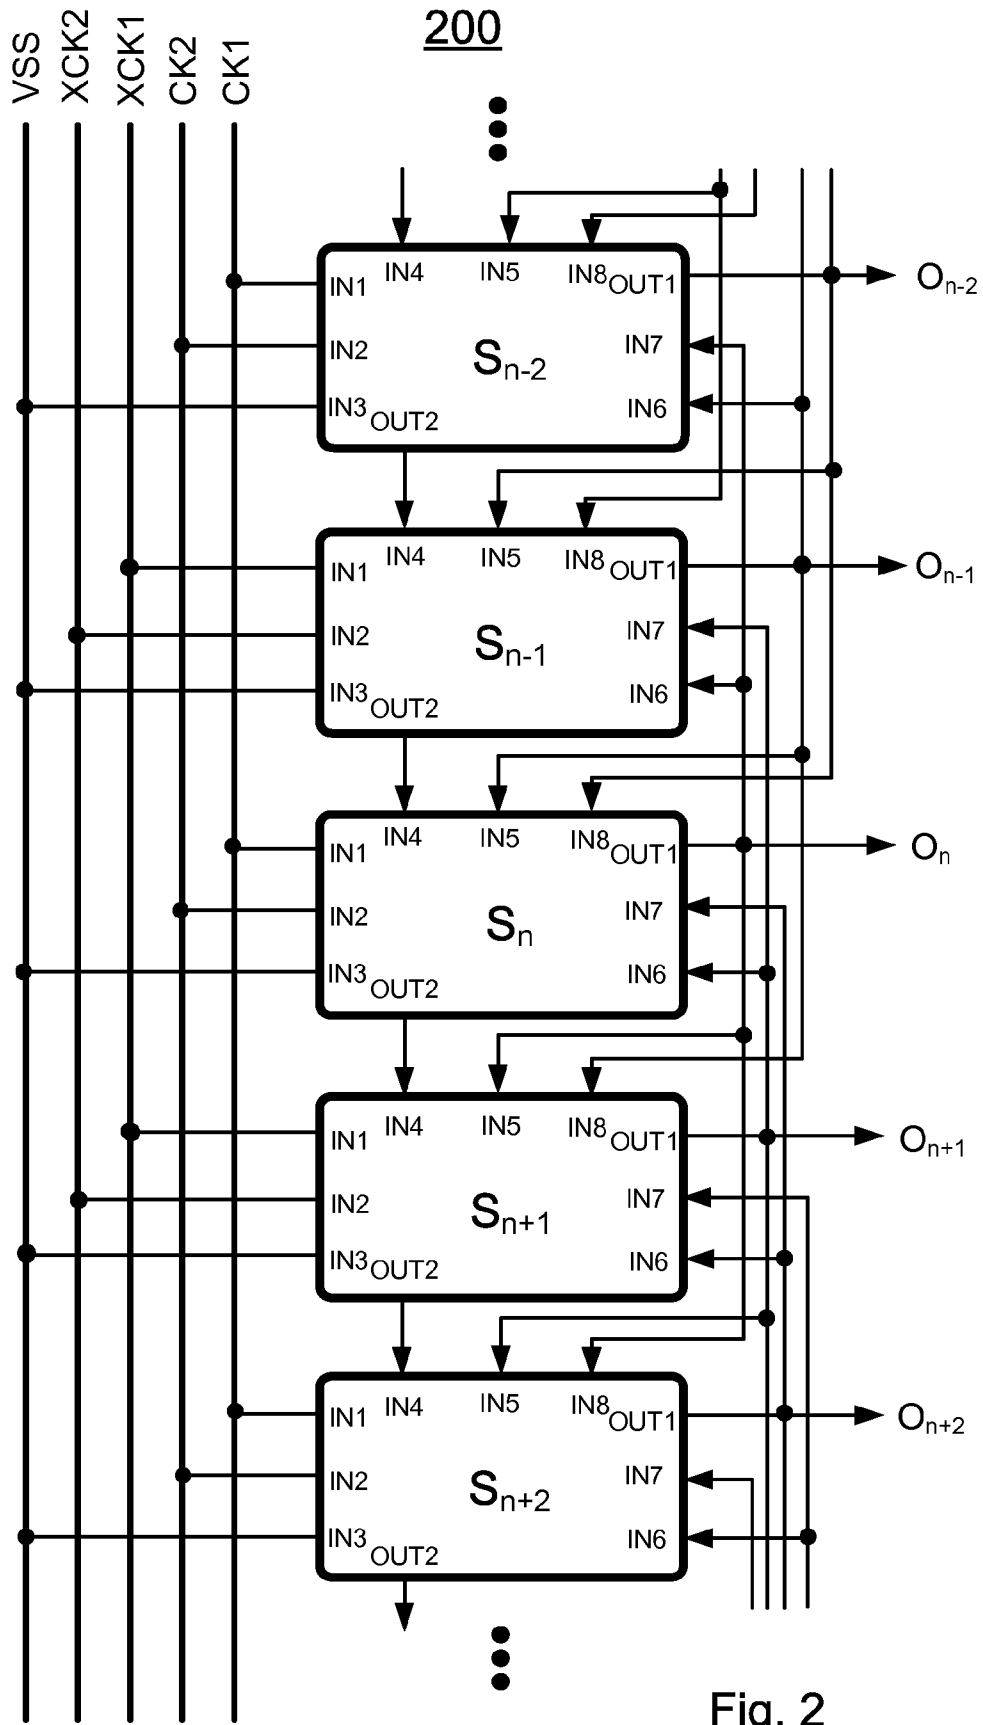 200
VSS
XCK2
XCK1
CK2
CK1
IN4 IN5 IN8 OUT1
IN1
IN2
IN3 OUT2
IN7
IN6
Sn-2
On-2
IN4 IN5 IN8 OUT1
IN1
IN2
IN3 OUT2
IN7
IN6
Sn-1
On-1
IN4 IN5 IN8 OUT1
IN1
IN2
IN3 OUT2
IN7
IN6
Sn
On
IN4 IN5 IN8 OUT1
IN1
IN2
IN3 OUT2
IN7
IN6
Sn+1
On+1
IN4 IN5 IN8 OUT1
IN1
IN2
IN3 OUT2
IN7
IN6
Sn+2
On+2
Fig. 2